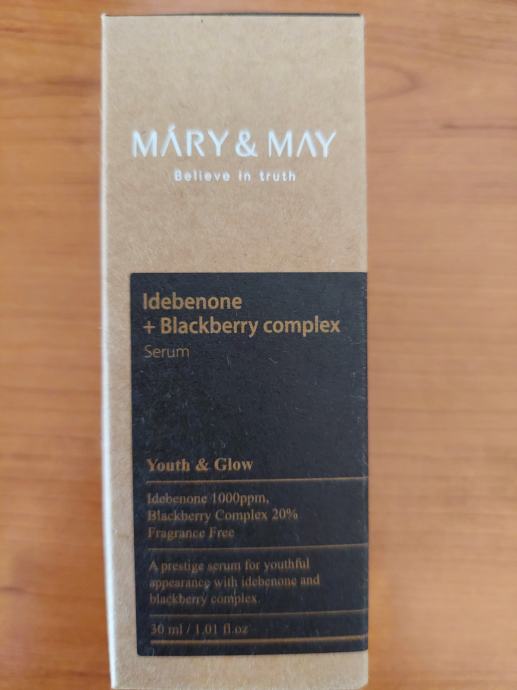 MÁRY & MAY
Believe in truth
Idebenone
+ Blackberry complex
Serum
Youth & Glow
Idebenone 1000ppm,
Blackberry Complex 20%
Fragrance Free
A prestige serum for youthful
appearance with idebenone and
blackberry complex.
30 ml / 1.01 fl.oz